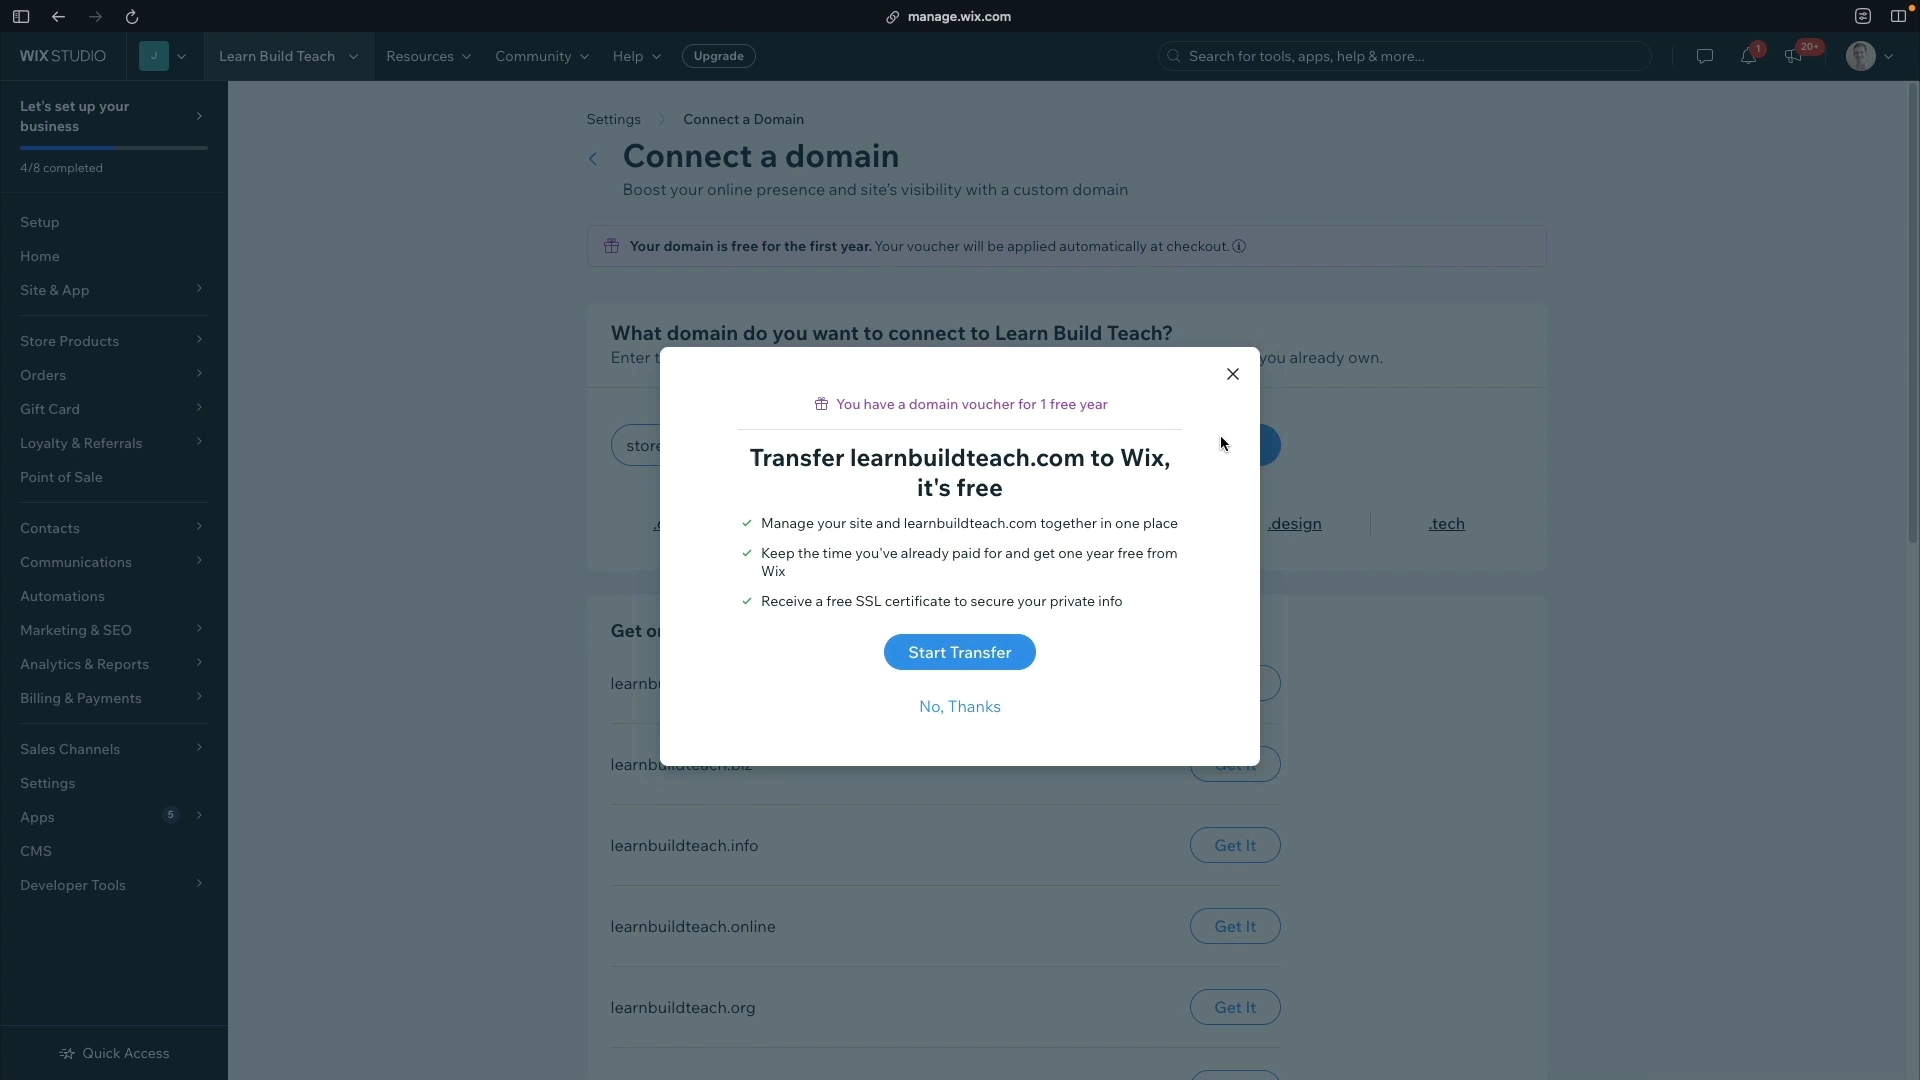 manage.wix.com
WIX STUDIO
J
Learn Build Teach
Resources
Community
Help
Upgrade
Search for tools, apps, help & more...
1
20+
Let's set up your
business
4/8 completed
Setup
Home
Site & App
Store Products
Orders
Gift Card
Loyalty & Referrals
Point of Sale
Contacts
Communications
Automations
Marketing & SEO
Analytics & Reports
Billing & Payments
Sales Channels
Settings
Apps
5
CMS
Developer Tools
Quick Access
Settings
Connect a Domain
Connect a domain
Boost your online presence and site's visibility with a custom domain
Your domain is free for the first year. Your voucher will be applied automatically at checkout.
What domain do you want to connect to Learn Build Teach?
Enter
you already own.
store
.design
.tech
You have a domain voucher for 1 free year
Transfer learnbuildteach.com to Wix,
it's free
Manage your site and learnbuildteach.com together in one place
Keep the time you've already paid for and get one year free from
Wix
Receive a free SSL certificate to secure your private info
Start Transfer
No, Thanks
Get
learnbuildteach.biz
Get It
learnbuildteach.info
Get It
learnbuildteach.online
Get It
learnbuildteach.org
Get It